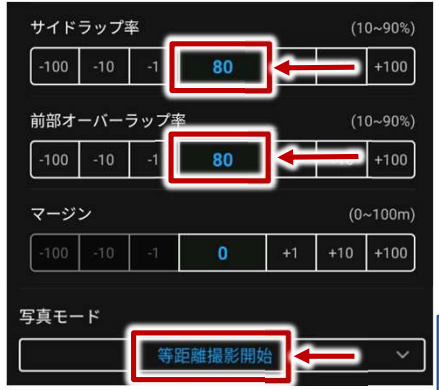 サイドラップ率 (10~90%)
-100 -10 -1 80 +100
前部オーバーラップ率 (10~90%)
-100 -10 -1 80 +100
マージン (0~100m)
-100 -10 -1 0 +1 +10 +100
写真モード
等距離撮影開始